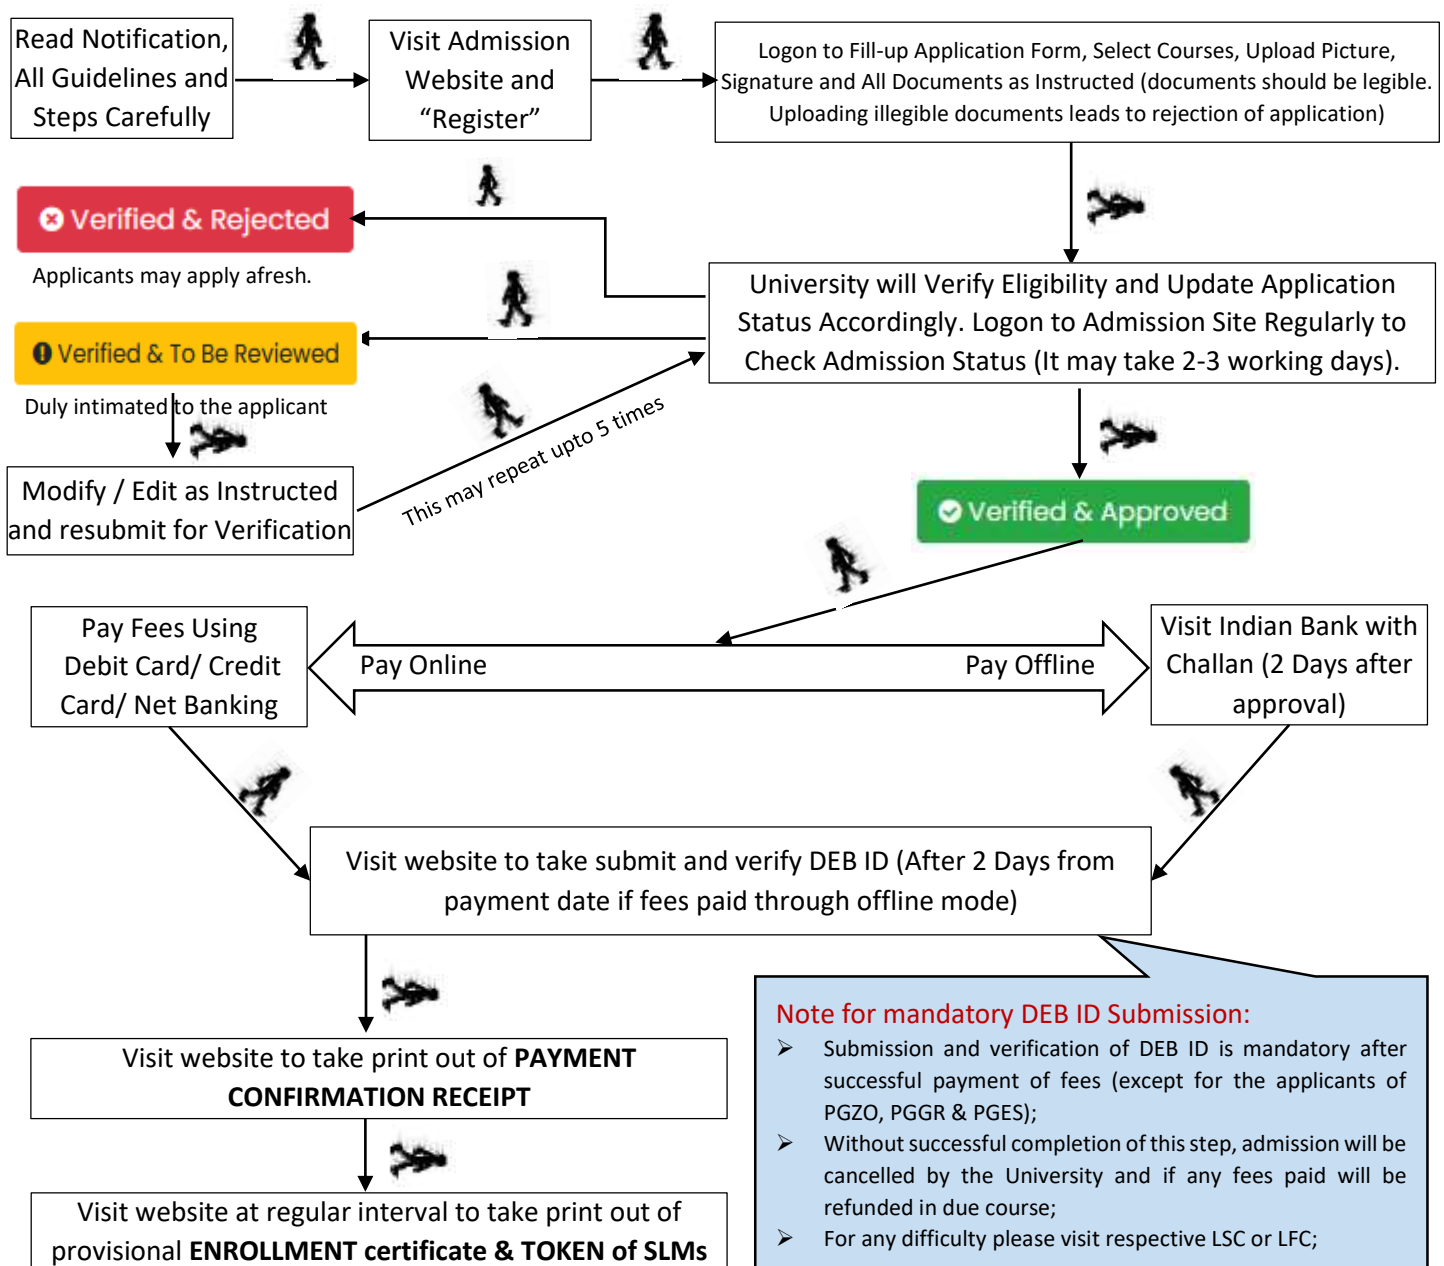 Read Notification,
All Guidelines and
Steps Carefully
Visit Admission
Website and
“Register”
Logon to Fill-up Application Form, Select Courses, Upload Picture,
Signature and All Documents as Instructed (documents should be legible.
Uploading illegible documents leads to rejection of application)
Verified & Rejected
Applicants may apply afresh.
University will Verify Eligibility and Update Application
Status Accordingly. Logon to Admission Site Regularly to
Check Admission Status (It may take 2-3 working days).
Verified & To Be Reviewed
Duly intimated to the applicant
Modify / Edit as Instructed
and resubmit for Verification
This may repeat upto 5 times
Verified & Approved
Pay Fees Using
Debit Card/ Credit
Card/ Net Banking
Pay Online
Pay Offline
Visit Indian Bank with
Challan (2 Days after
approval)
Visit website to take submit and verify DEB ID (After 2 Days from
payment date if fees paid through offline mode)
Visit website to take print out of PAYMENT
CONFIRMATION RECEIPT
Visit website at regular interval to take print out of
provisional ENROLLMENT certificate & TOKEN of SLMs
Note for mandatory DEB ID Submission:
➢ Submission and verification of DEB ID is mandatory after
successful payment of fees (except for the applicants of
PGZO, PGGR & PGES);
➢ Without successful completion of this step, admission will be
cancelled by the University and if any fees paid will be
refunded in due course;
➢ For any difficulty please visit respective LSC or LFC;